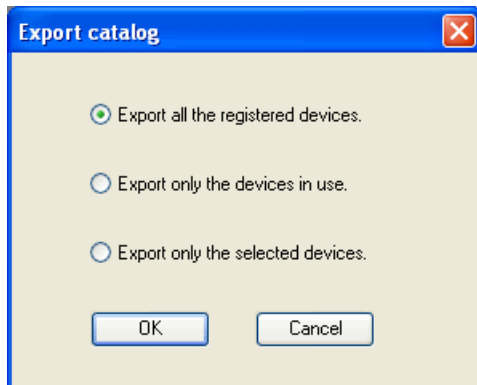 Export catalog
Export all the registered devices.
Export only the devices in use.
Export only the selected devices.
OK Cancel